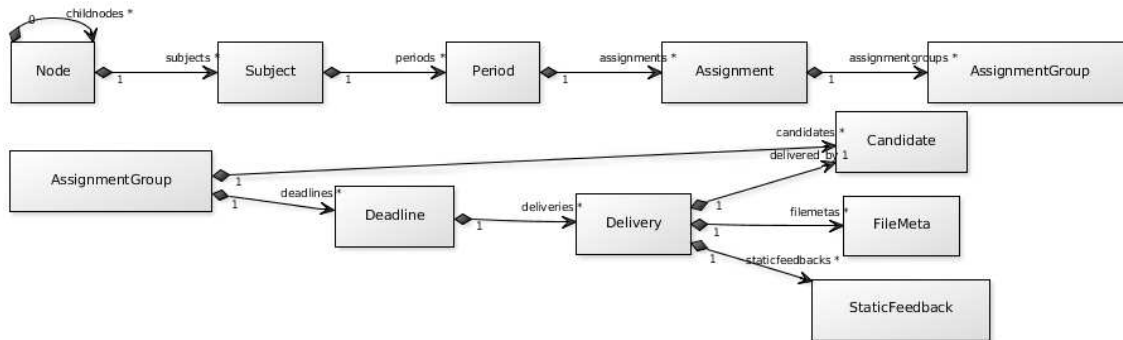 0
childnodes *
Node
1
subjects *
Subject
1
periods *
Period
1
assignments *
Assignment
1
assignmentgroups *
AssignmentGroup
AssignmentGroup
1
candidates *
Candidate
1
deadlines *
Deadline
1
deliveries *
Delivery
1
delivered_by 1
1
filemetas *
FileMeta
1
staticfeedbacks *
StaticFeedback